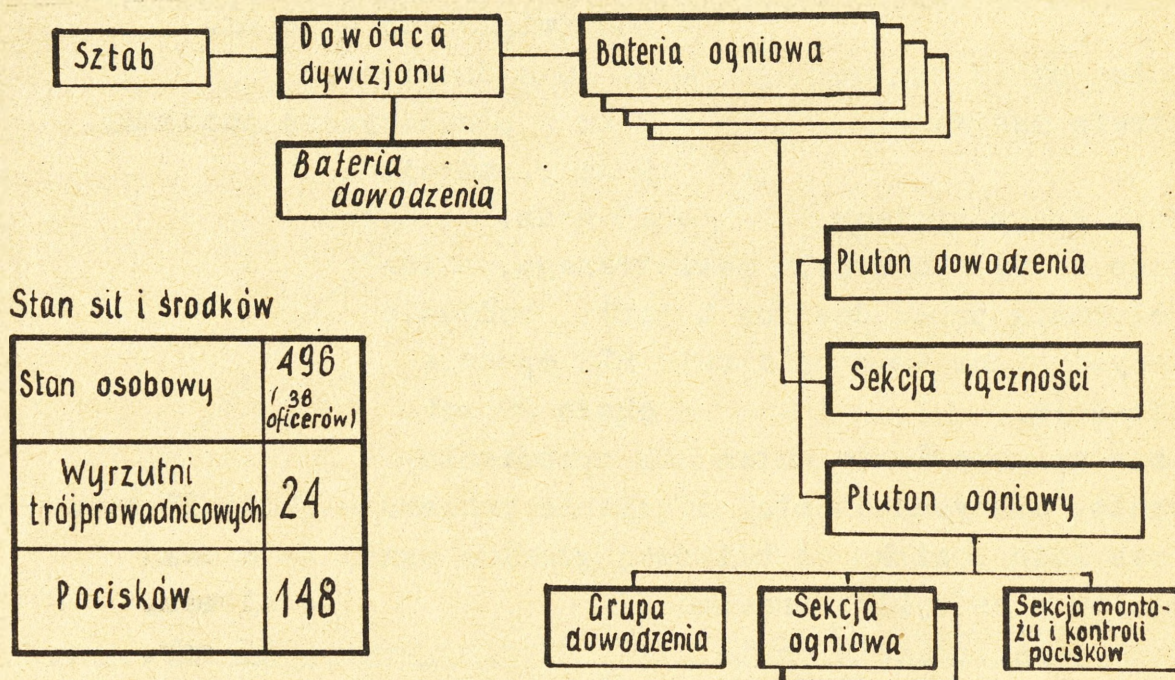 Sztab
Dowódca
dywizjonu
Bateria ogniowa
Bateria
dowodzenia
Pluton dowodzenia
Sekcja łączności
Pluton ogniowy
Grupa
dowodzenia
Sekcja
ogniowa
Sekcja monta-
żu i kontroli
pocisków
Stan sił i środków
Stan osobowy
496
( 38
oficerów)
Wyrzutni
trójprowadnicowych
24
Pocisków
148